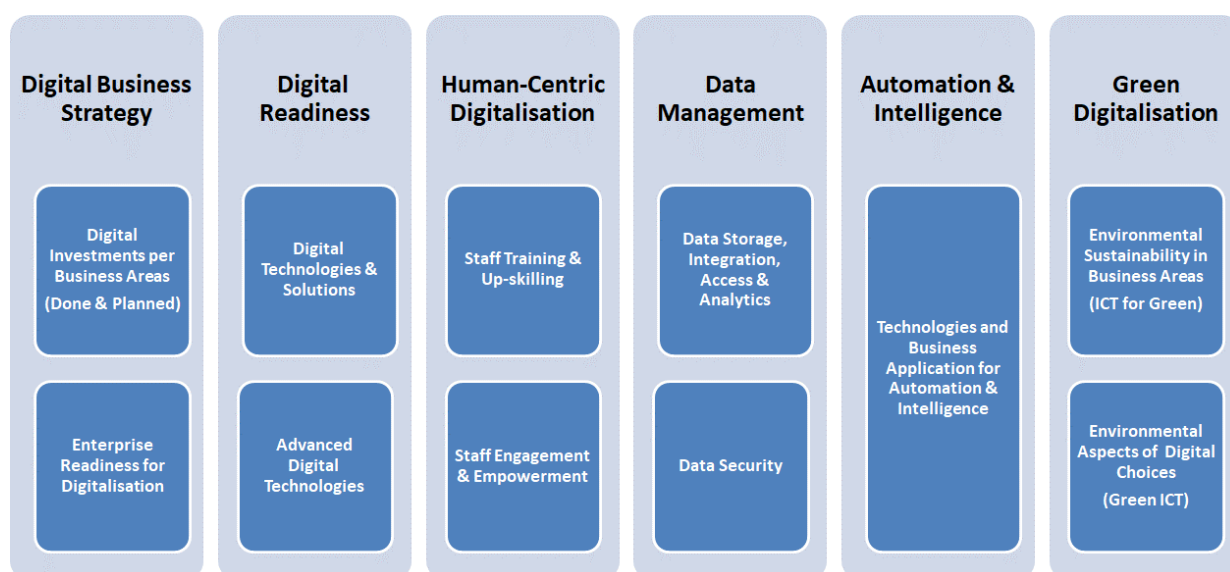 Digital Business
Strategy
Digital
Investments per
Business Areas
(Done & Planned)
Enterprise
Readiness for
Digitalisation
Digital
Readiness
Digital
Technologies &
Solutions
Advanced
Digital
Technologies
Human-Centric
Digitalisation
Staff Training &
Up-skilling
Staff Engagement
& Empowerment
Data
Management
Data Storage,
Integration,
Access &
Analytics
Data Security
Automation &
Intelligence
Technologies and
Business
Application for
Automation &
Intelligence
Green
Digitalisation
Environmental
Sustainability in
Business Areas
(ICT for Green)
Environmental
Aspects of Digital
Choices
(Green ICT)